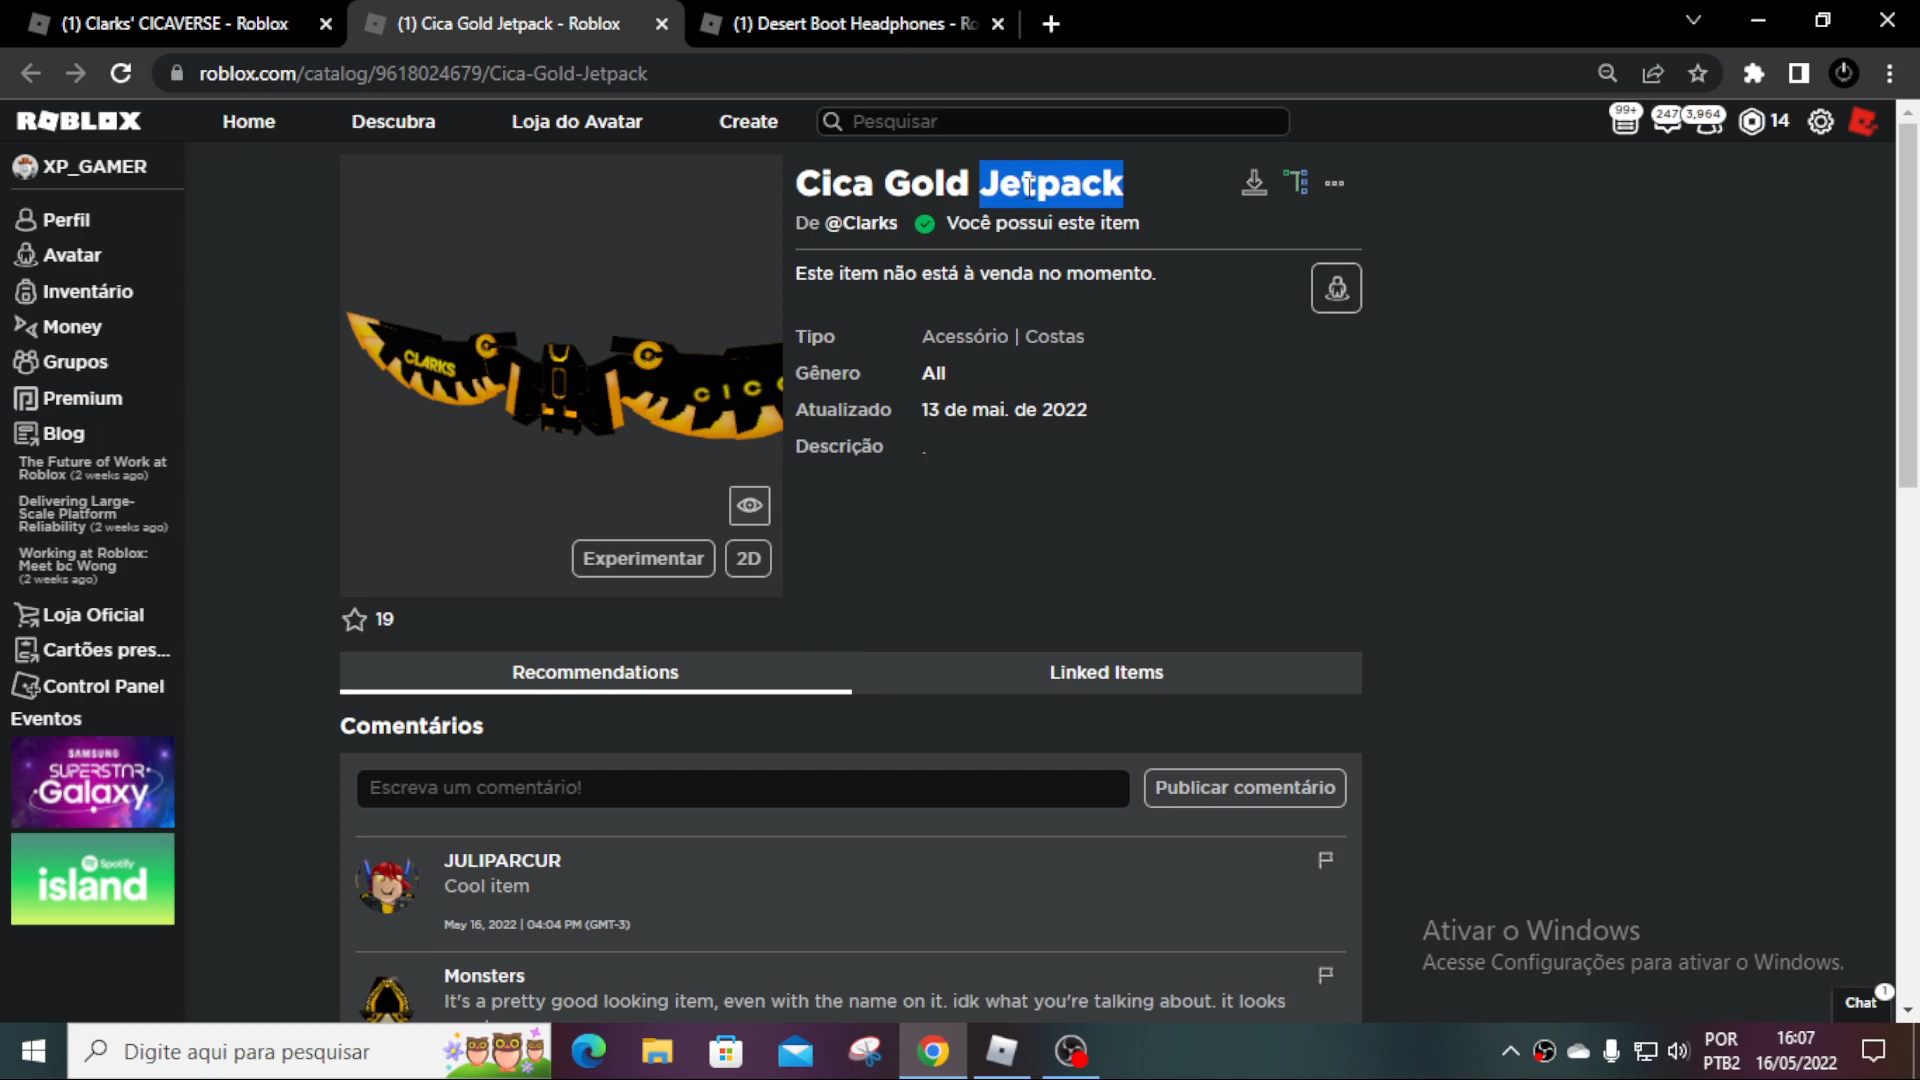 (1) Clarks' CICAVERSE - Roblox
(1) Cica Gold Jetpack - Roblox
(1) Desert Boot Headphones - Ro
roblox.com/catalog/9618024679/Cica-Gold-Jetpack
ROBLOX
Home
Descubra
Loja do Avatar
Create
Pesquisar
99+
247
3,964
14
XP_GAMER
Perfil
Avatar
Inventário
Money
Grupos
Premium
Blog
The Future of Work at
Roblox (2 weeks ago)
Delivering Large-
Scale Platform
Reliability (2 weeks ago)
Working at Roblox:
Meet bc Wong
(2 weeks ago)
Loja Oficial
Cartões pres...
Control Panel
Eventos
SAMSUNG
SUPERSTAR
Galaxy
Spotify
island
CLARKS
CIC
Experimentar
2D
19
Cica Gold Jetpack
De @Clarks Você possui este item
Este item não está à venda no momento.
Tipo Acessório | Costas
Gênero All
Atualizado 13 de mai. de 2022
Descrição .
Recommendations
Linked Items
Comentários
Escreva um comentário!
Publicar comentário
JULIPARCUR
Cool item
May 16, 2022 | 04:04 PM (GMT-3)
Monsters
It's a pretty good looking item, even with the name on it. idk what you're talking about. it looks
Ativar o Windows
Acesse Configurações para ativar o Windows.
Chat
1
Digite aqui para pesquisar
POR
PTB2
16:07
16/05/2022